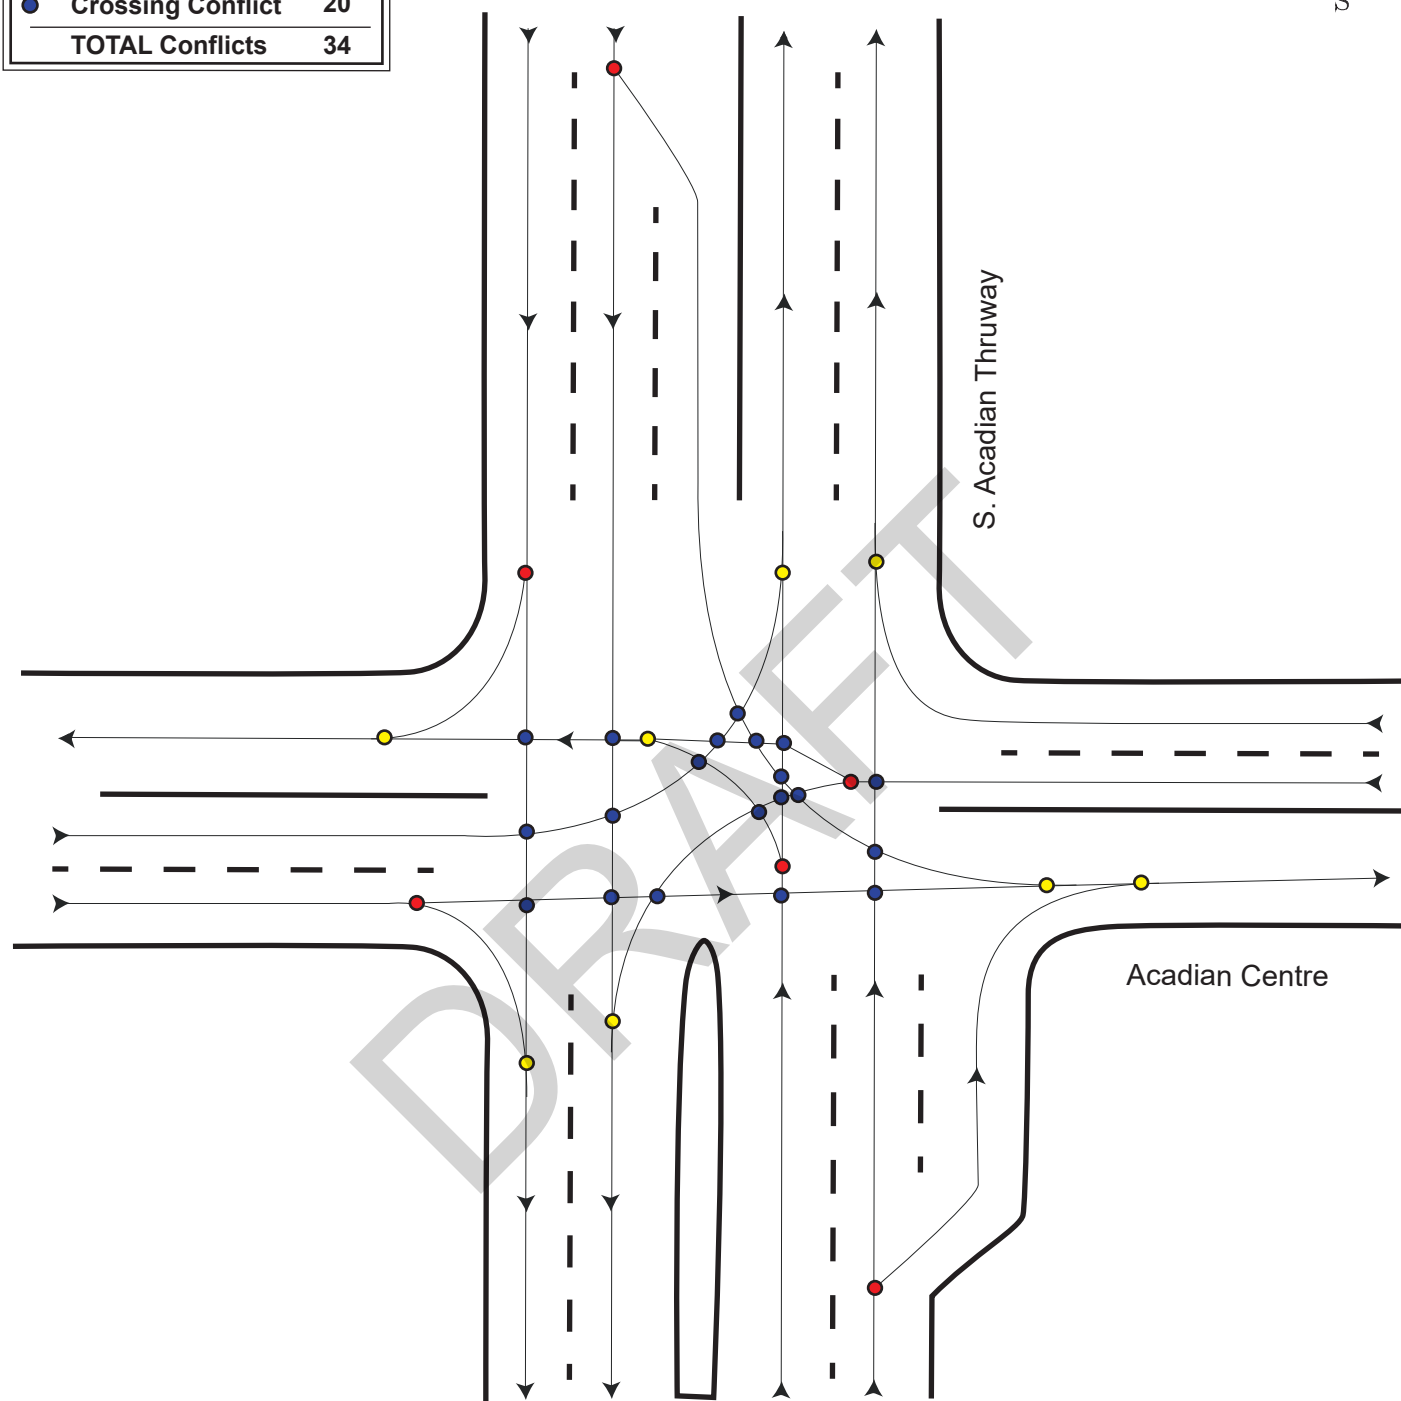 Crossing Conflict 20
TOTAL Conflicts 34
S
S. Acadian Thruway
DRAFT
Acadian Centre